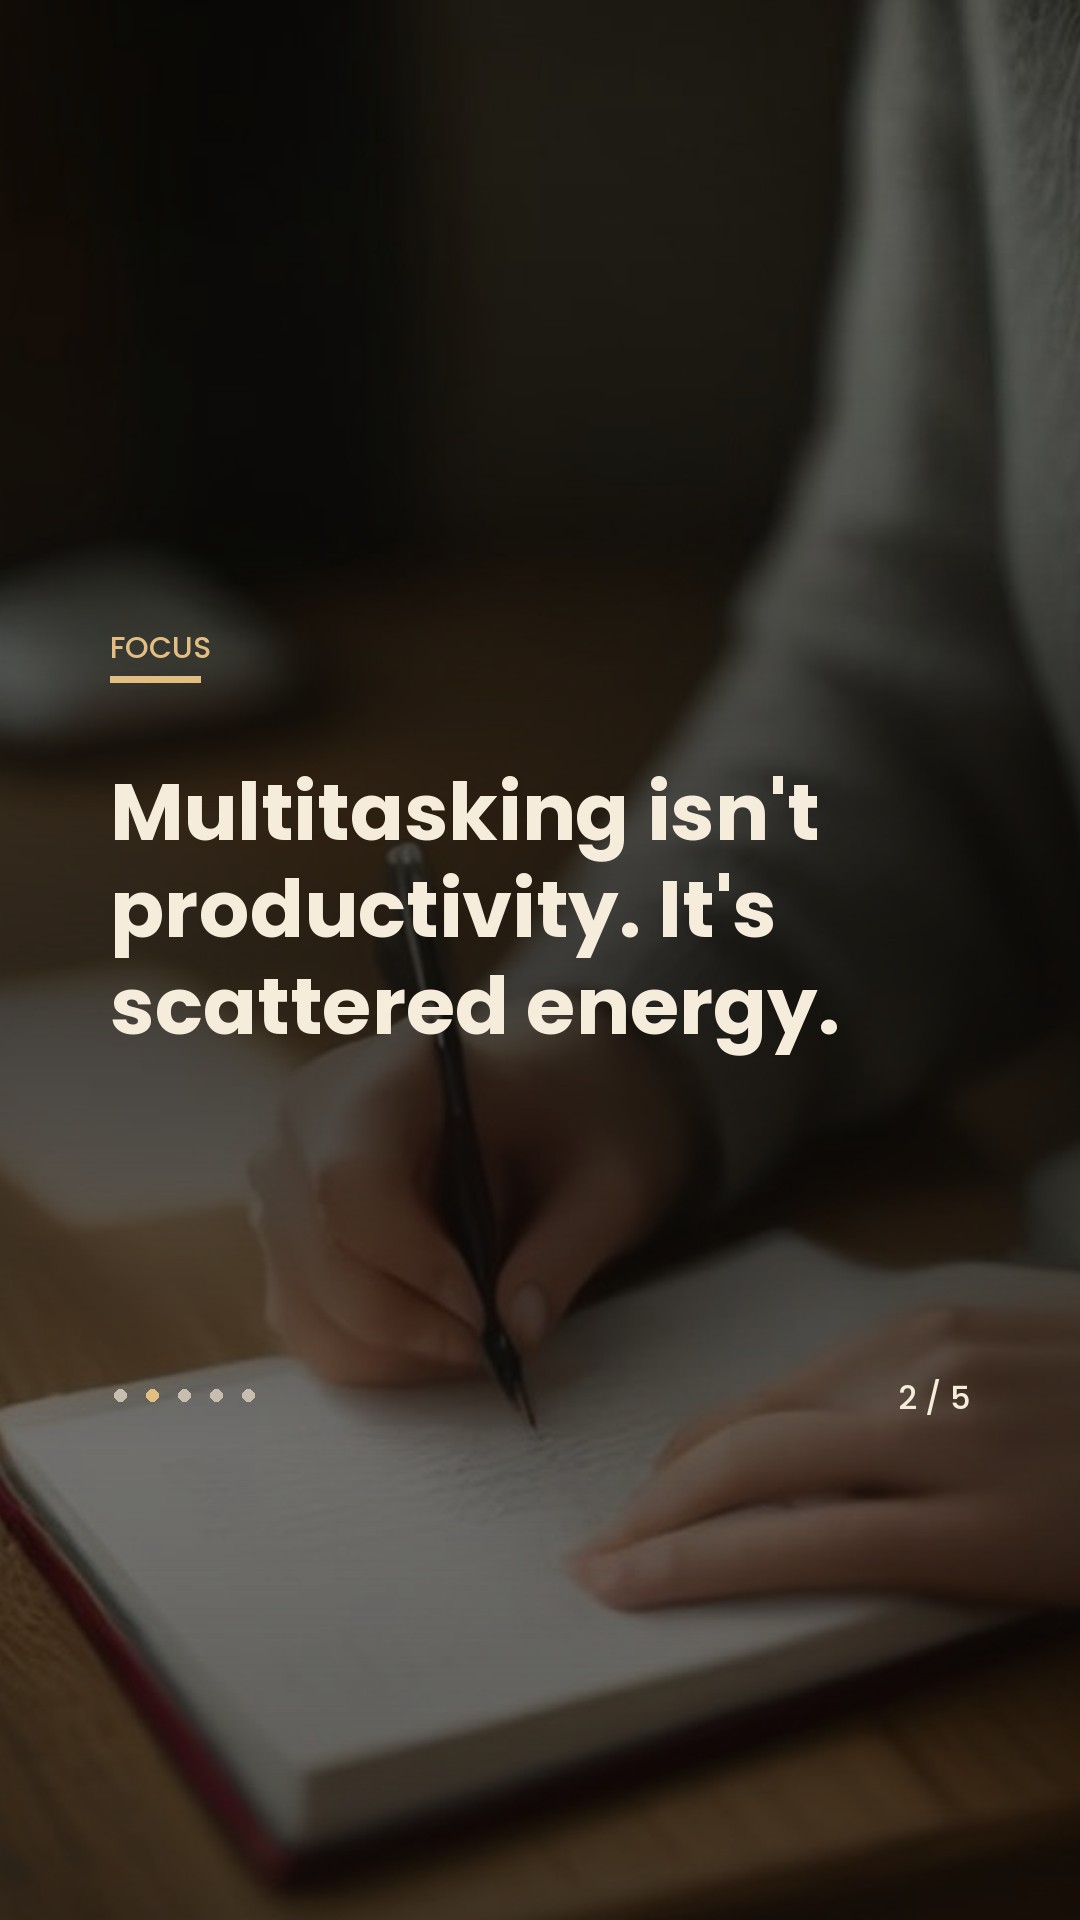 FOCUS
Multitasking isn't
productivity. It's
scattered energy.
2 / 5